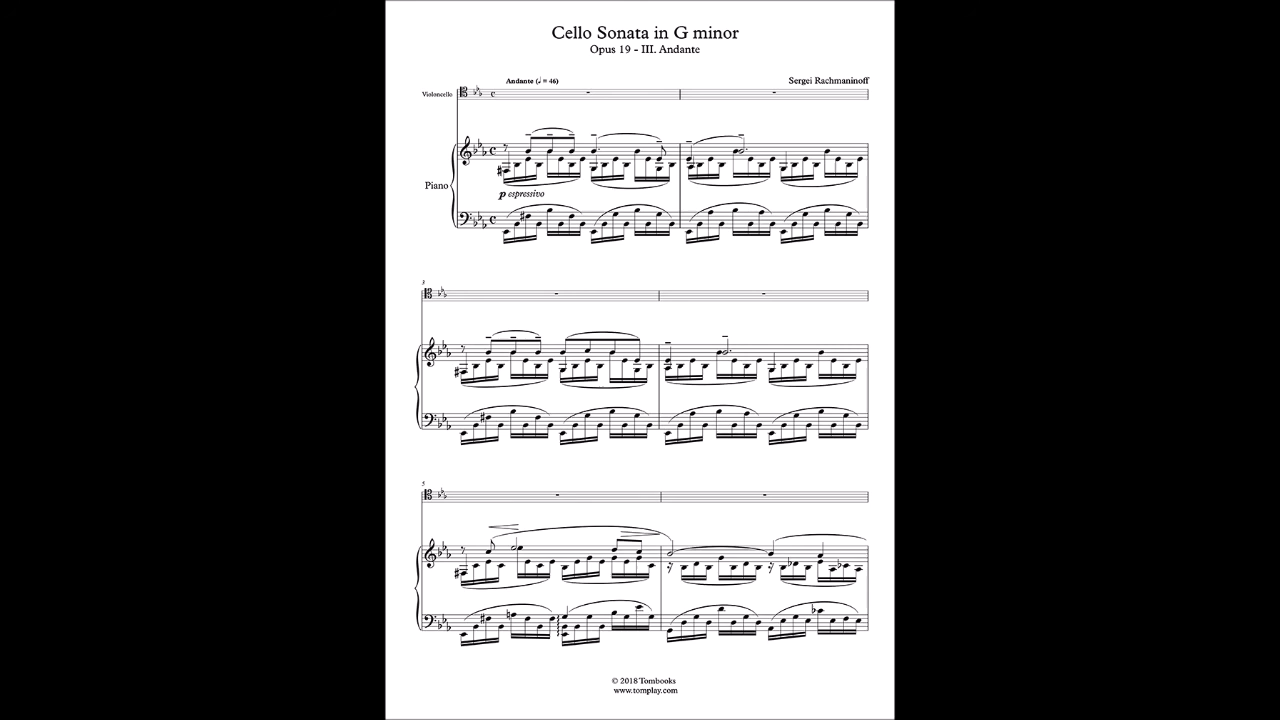 Cello Sonata in G minor
Opus 19 - III. Andante
Andante (♩ = 46)
Sergei Rachmaninoff
Violoncello
Piano
p espressivo
3
5
© 2018 Tombooks
www.tomplay.com